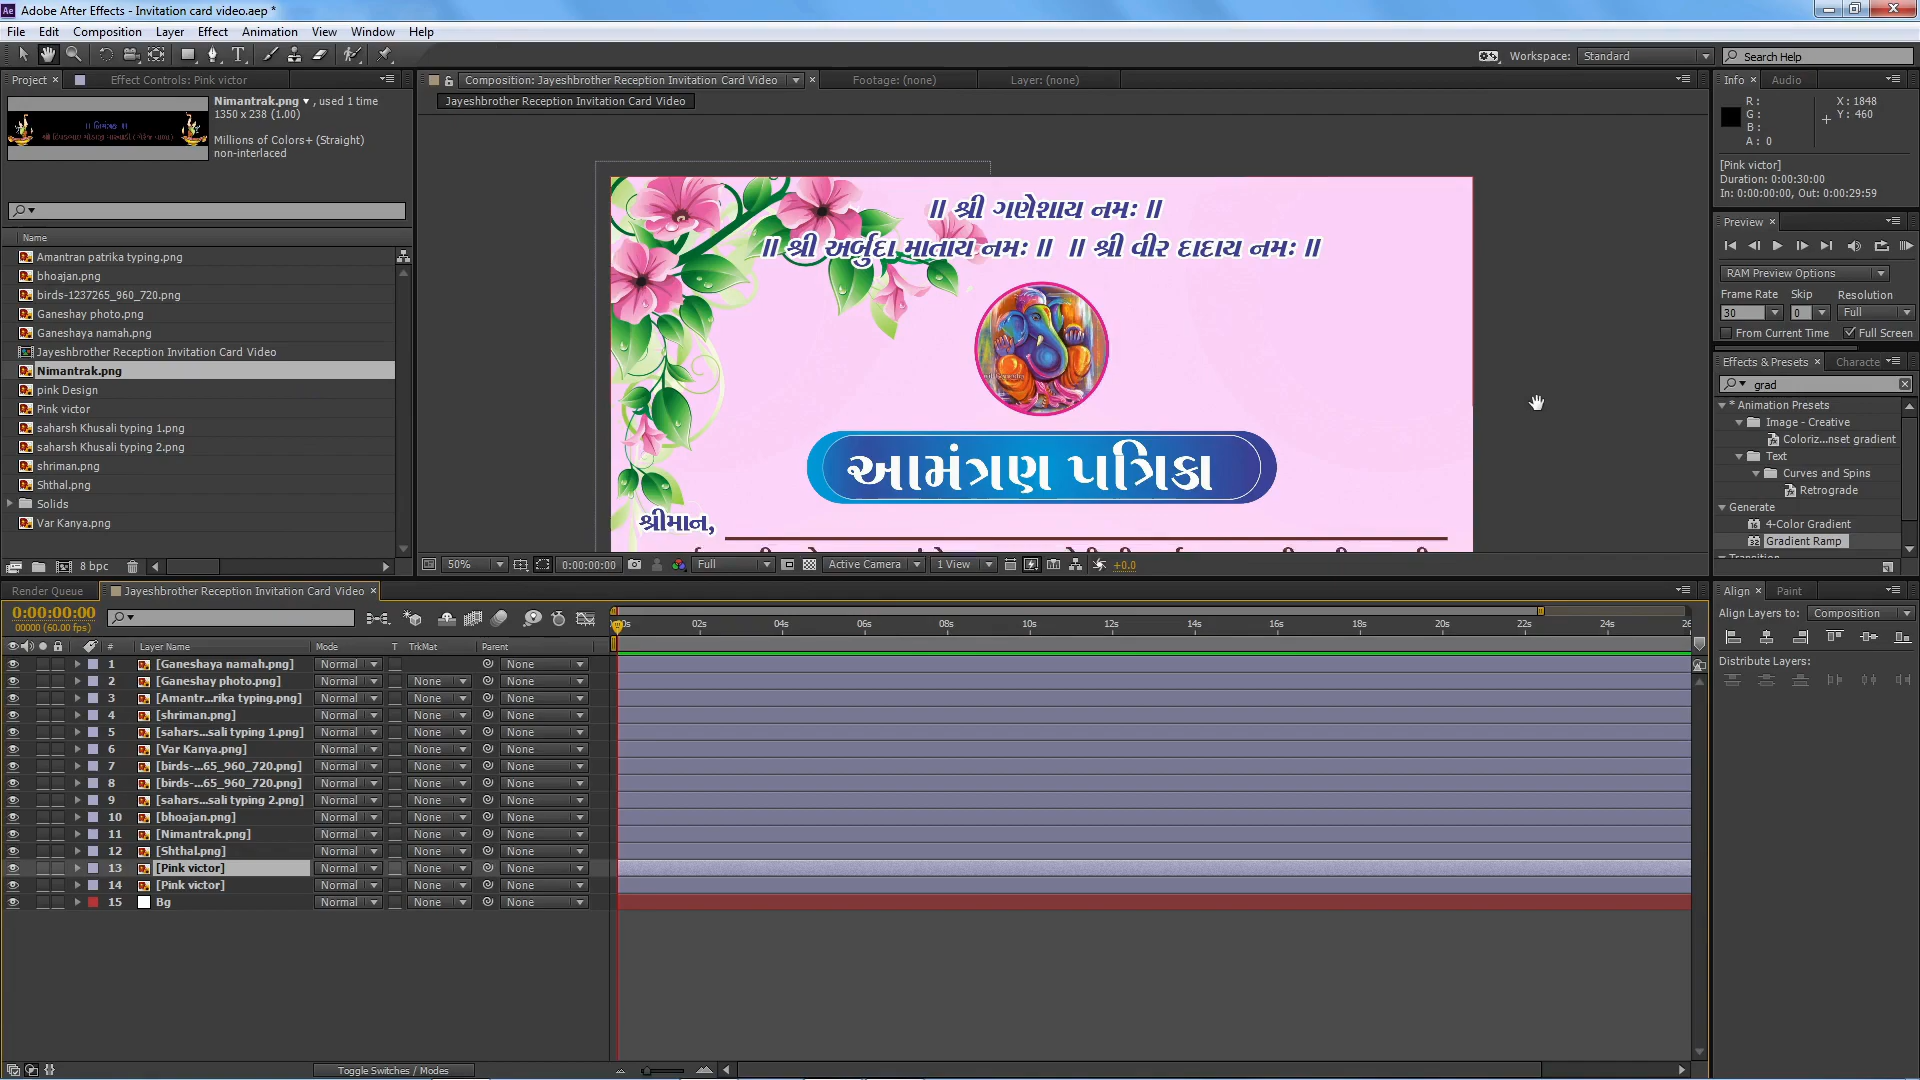 Adobe After Effects - Invitation card video.aep *
File Edit Composition Layer Effect Animation View Window Help
Workspace: Standard
Search Help
Project Effect Controls: Pink victor
Nimantrak.png , used 1 time
1350 x 238 (1.00)
Millions of Colors+ (Straight)
non-interlaced
Name
Amantran patrika typing.png
bhoajan.png
birds-1237265_960_720.png
Ganeshay photo.png
Ganeshaya namah.png
Jayeshbrother Reception Invitation Card Video
Nimantrak.png
pink Design
Pink victor
saharsh Khusali typing 1.png
saharsh Khusali typing 2.png
shriman.png
Shthal.png
Solids
Var Kanya.png
8 bpc
Composition: Jayeshbrother Reception Invitation Card Video Footage: (none) Layer: (none)
Jayeshbrother Reception Invitation Card Video
॥ શ્રી ગણેશાય નમઃ ॥
॥ શ્રી અર્બુદા માતાય નમઃ ॥ ॥ શ્રી વીર દાદાય નમઃ ॥
આમંત્રણ પત્રિકા
શ્રીમાન,
50% 0:00:00:00 Full Active Camera 1 View +0.0
Info Audio
R: X: 1848
G: Y: 460
B:
A: 0
[Pink victor]
Duration: 0:00:30:00
In: 0:00:00:00, Out: 0:00:29:59
Preview
RAM Preview Options
Frame Rate Skip Resolution
30 0 Full
From Current Time Full Screen
Effects & Presets Characte
grad
* Animation Presets
Image - Creative
Coloriz...nset gradient
Text
Curves and Spins
Retrograde
Generate
4-Color Gradient
Gradient Ramp
Transition
Align Paint
Align Layers to: Composition
Distribute Layers:
Render Queue Jayeshbrother Reception Invitation Card Video
0:00:00:00
00000 (60.00 fps)
02s 04s 06s 08s 10s 12s 14s 16s 18s 20s 22s 24s
# Layer Name Mode T TrkMat Parent
1 [Ganeshaya namah.png] Normal None
2 [Ganeshay photo.png] Normal None None
3 [Amantr...rika typing.png] Normal None None
4 [shriman.png] Normal None None
5 [sahars...sali typing 1.png] Normal None None
6 [Var Kanya.png] Normal None None
7 [birds-...65_960_720.png] Normal None None
8 [birds-...65_960_720.png] Normal None None
9 [sahars...sali typing 2.png] Normal None None
10 [bhoajan.png] Normal None None
11 [Nimantrak.png] Normal None None
12 [Shthal.png] Normal None None
13 [Pink victor] Normal None None
14 [Pink victor] Normal None None
15 Bg Normal None None
Toggle Switches / Modes